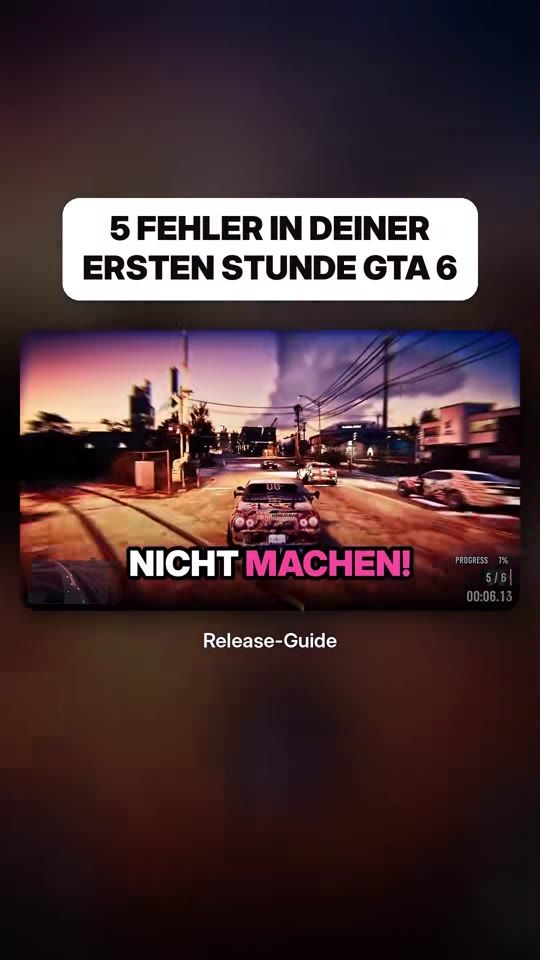 5 FEHLER IN DEINER
ERSTEN STUNDE GTA 6
NICHT MACHEN!
PROGRESS 7%
5 / 6
00:06.13
Release-Guide